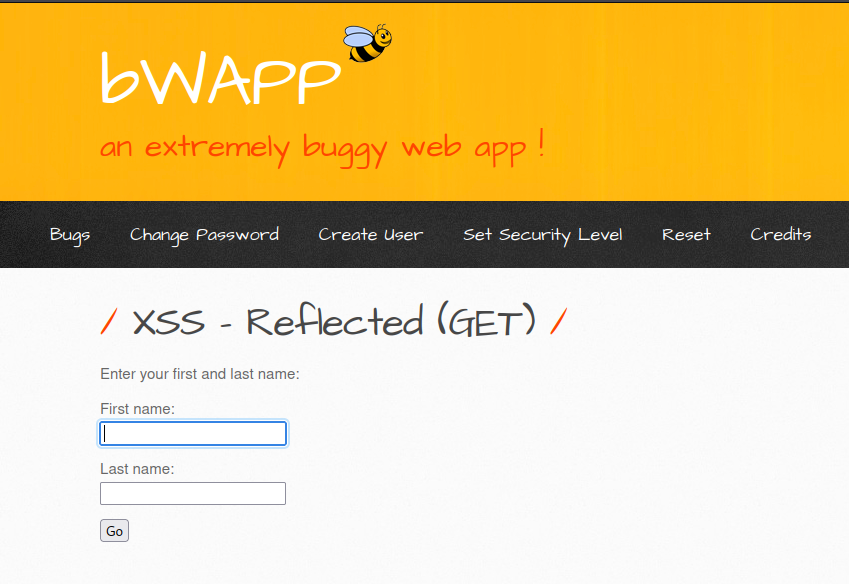 bWAPP
an extremely buggy web app !
Bugs Change Password Create User Set Security Level Reset Credits
/ XSS - Reflected (GET) /
Enter your first and last name:
First name:
Last name:
Go